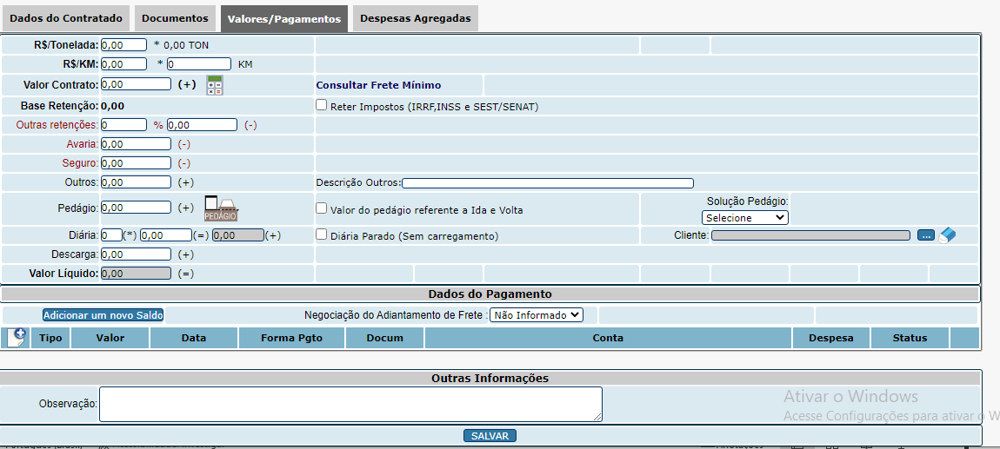 Dados do Contratado Documentos Valores/Pagamentos Despesas Agregadas
R$/Tonelada: 0,00 * 0,00 TON
R$/KM: 0,00 * 0 KM
Valor Contrato: 0,00 (+) Consultar Frete Mínimo
Base Retenção: 0,00 Reter Impostos (IRRF,INSS e SEST/SENAT)
Outras retenções: 0 % 0,00 (-)
Avaria: 0,00 (-)
Seguro: 0,00 (-)
Outros: 0,00 (+) Descrição Outros:
Pedágio: 0,00 (+) PEDÁGIO Valor do pedágio referente a Ida e Volta Solução Pedágio:
Selecione
Diária: 0 (*) 0,00 (=) 0,00 (+) Diária Parado (Sem carregamento) Cliente: ...
Descarga: 0,00 (+)
Valor Líquido: 0,00 (=)
Dados do Pagamento
Adicionar um novo Saldo Negociação do Adiantamento de Frete : Não Informado
Tipo Valor Data Forma Pgto Docum Conta Despesa Status
Outras Informações
Observação:
Ativar o Windows
Acesse Configurações para ativar o W
SALVAR